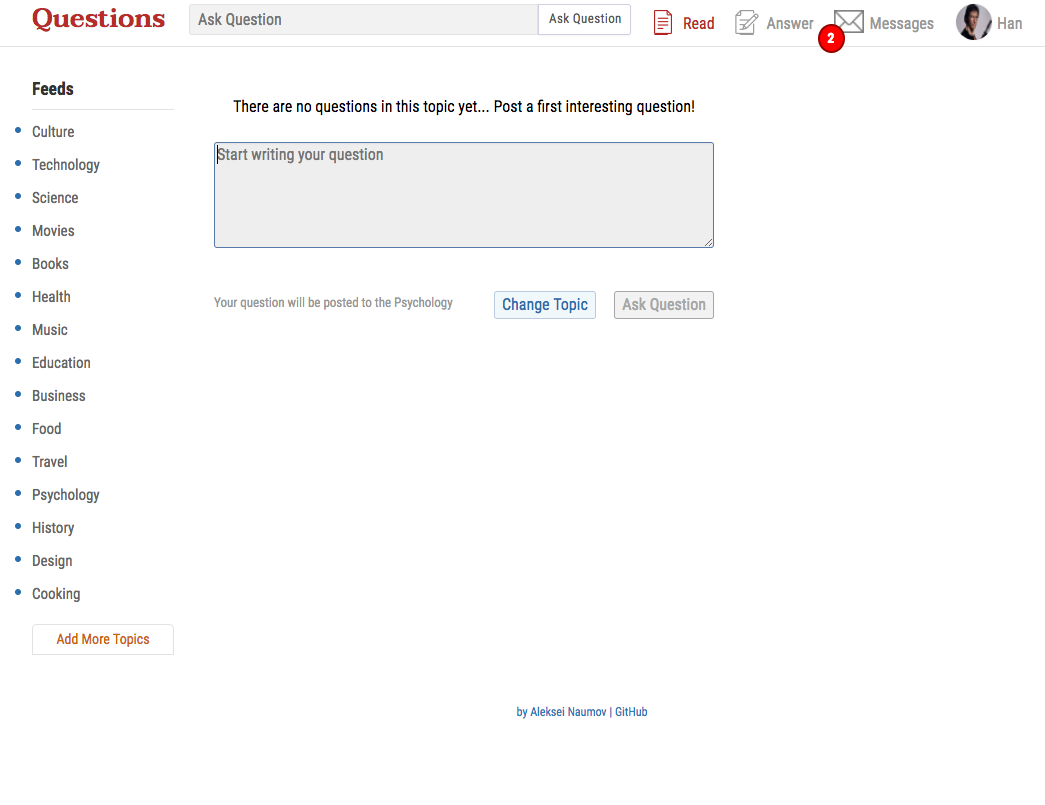 Questions
Ask Question
Ask Question
Read
Answer
2
Messages
Han
Feeds
Culture
Technology
Science
Movies
Books
Health
Music
Education
Business
Food
Travel
Psychology
History
Design
Cooking
Add More Topics
There are no questions in this topic yet... Post a first interesting question!
Start writing your question
Your question will be posted to the Psychology
Change Topic
Ask Question
by Aleksei Naumov | GitHub